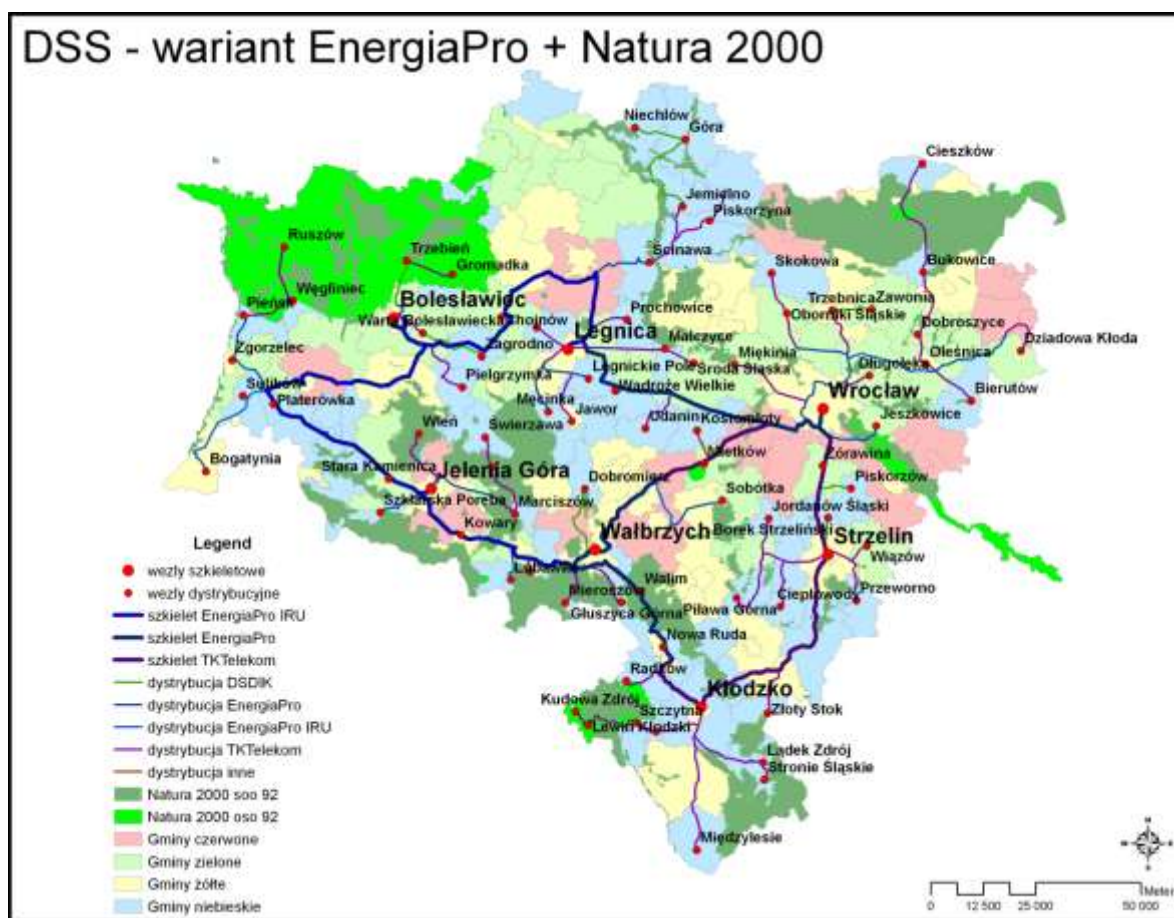 DSS - wariant EnergiaPro + Natura 2000
Niechlów
Góra
Cieszków
Jemielno
Piskorzyna
Ruszów
Trzebień
Gromadka
Ścinawa
Skokowa
Bukowice
Węgliniec
Pieńsk
Bolesławiec
Trzebnica
Zawonia
Prochowice
Oborniki Śląskie
Warta Bolesławiecka
Chojnów
Dobroszyce
Legnica
Dziadowa Kłoda
Malczyce
Zagrodno
Miękinia
Oleśnica
Zgorzelec
Legnickie Pole
Środa Śląska
Długołęka
Pielgrzymka
Wądroże Wielkie
Bierutów
Sulików
Platerówka
Męcinka
Wrocław
Jawor
Udanin
Kostomłoty
Jeszkowice
Wleń
Świerzawa
Mietków
Żórawina
Bogatynia
Stara Kamienica
Jelenia Góra
Dobromierz
Piskorzów
Sobótka
Szklarska Poręba
Marciszów
Jordanów Śląski
Kowary
Wałbrzych
Borek Strzeliński
Strzelin
Wiązów
Walim
Mieroszów
Ciepłowody
Przeworno
Głuszyca Górna
Piława Górna
Nowa Ruda
Radków
Kłodzko
Kudowa Zdrój
Szczytna
Złoty Stok
Lewin Kłodzki
Lądek Zdrój
Stronie Śląskie
Międzylesie
Legend
wezly szkieletowe
wezly dystrybucyjne
szkielet EnergiaPro IRU
szkielet EnergiaPro
szkielet TKTelekom
dystrybucja DSDIK
dystrybucja EnergiaPro
dystrybucja EnergiaPro IRU
dystrybucja TKTelekom
dystrybucja inne
Natura 2000 soo 92
Natura 2000 oso 92
Gminy czerwone
Gminy zielone
Gminy żółte
Gminy niebieskie
Meters
0 12 500 25 000 50 000